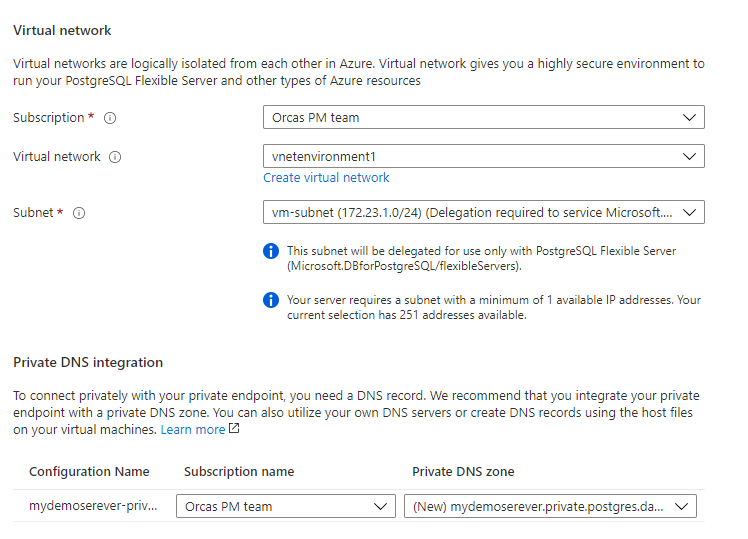 Virtual network
Virtual networks are logically isolated from each other in Azure. Virtual network gives you a highly secure environment to
run your PostgreSQL Flexible Server and other types of Azure resources
Subscription *
Orcas PM team
Virtual network
vnetenvironment1
Create virtual network
Subnet *
vm-subnet (172.23.1.0/24) (Delegation required to service Microsoft....
This subnet will be delegated for use only with PostgreSQL Flexible Server
(Microsoft.DBforPostgreSQL/flexibleServers).
Your server requires a subnet with a minimum of 1 available IP addresses. Your
current selection has 251 addresses available.
Private DNS integration
To connect privately with your private endpoint, you need a DNS record. We recommend that you integrate your private
endpoint with a private DNS zone. You can also utilize your own DNS servers or create DNS records using the host files
on your virtual machines. Learn more
Configuration Name Subscription name Private DNS zone
mydemoserever-priv... Orcas PM team (New) mydemoserever.private.postgres.da...